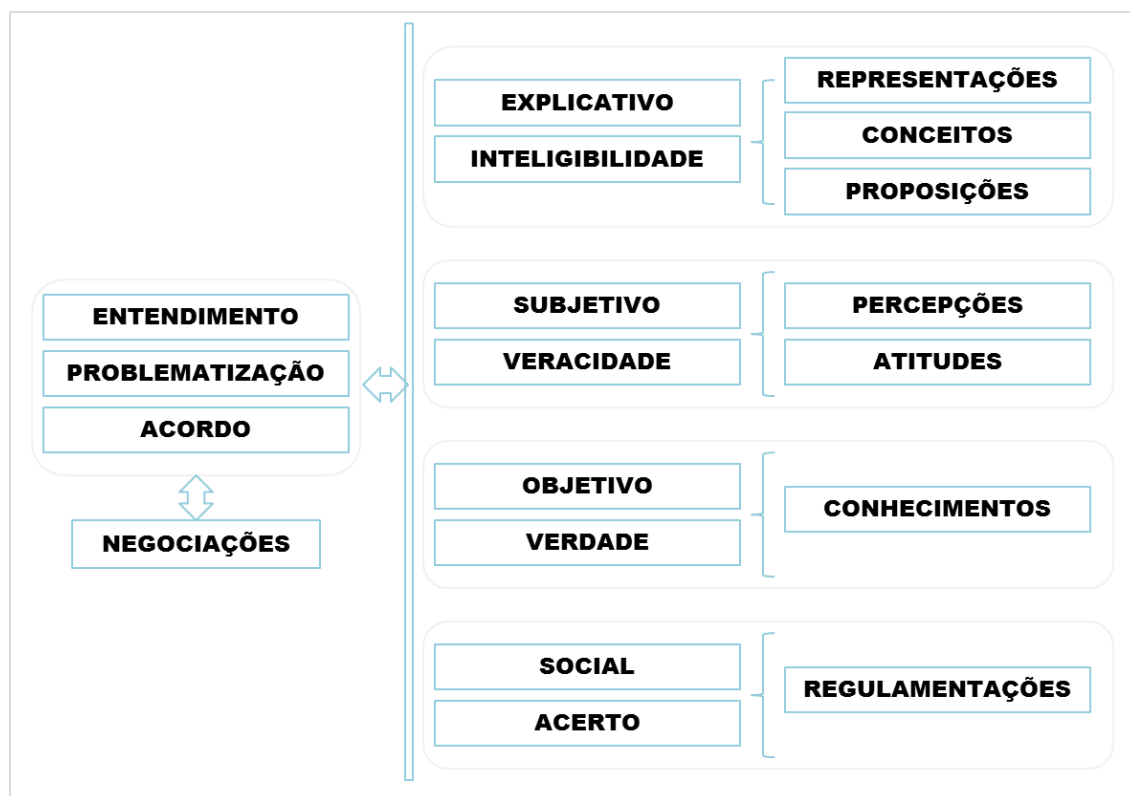 ENTENDIMENTO
PROBLEMATIZAÇÃO
ACORDO
NEGOCIAÇÕES
EXPLICATIVO
INTELIGIBILIDADE
REPRESENTAÇÕES
CONCEITOS
PROPOSIÇÕES
SUBJETIVO
VERACIDADE
PERCEPÇÕES
ATITUDES
OBJETIVO
VERDADE
CONHECIMENTOS
SOCIAL
ACERTO
REGULAMENTAÇÕES